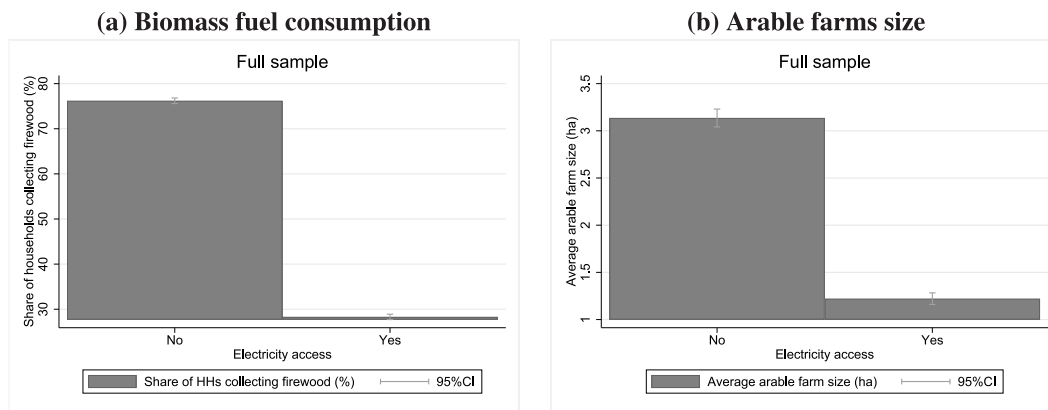 (a) Biomass fuel consumption
Full sample
Share of households collecting firewood (%)
80
70
60
50
40
30
No
Yes
Electricity access
Share of HHs collecting firewood (%)
95%CI
(b) Arable farms size
Full sample
Average arable farm size (ha)
3.5
3
2.5
2
1.5
1
No
Yes
Electricity access
Average arable farm size (ha)
95%CI